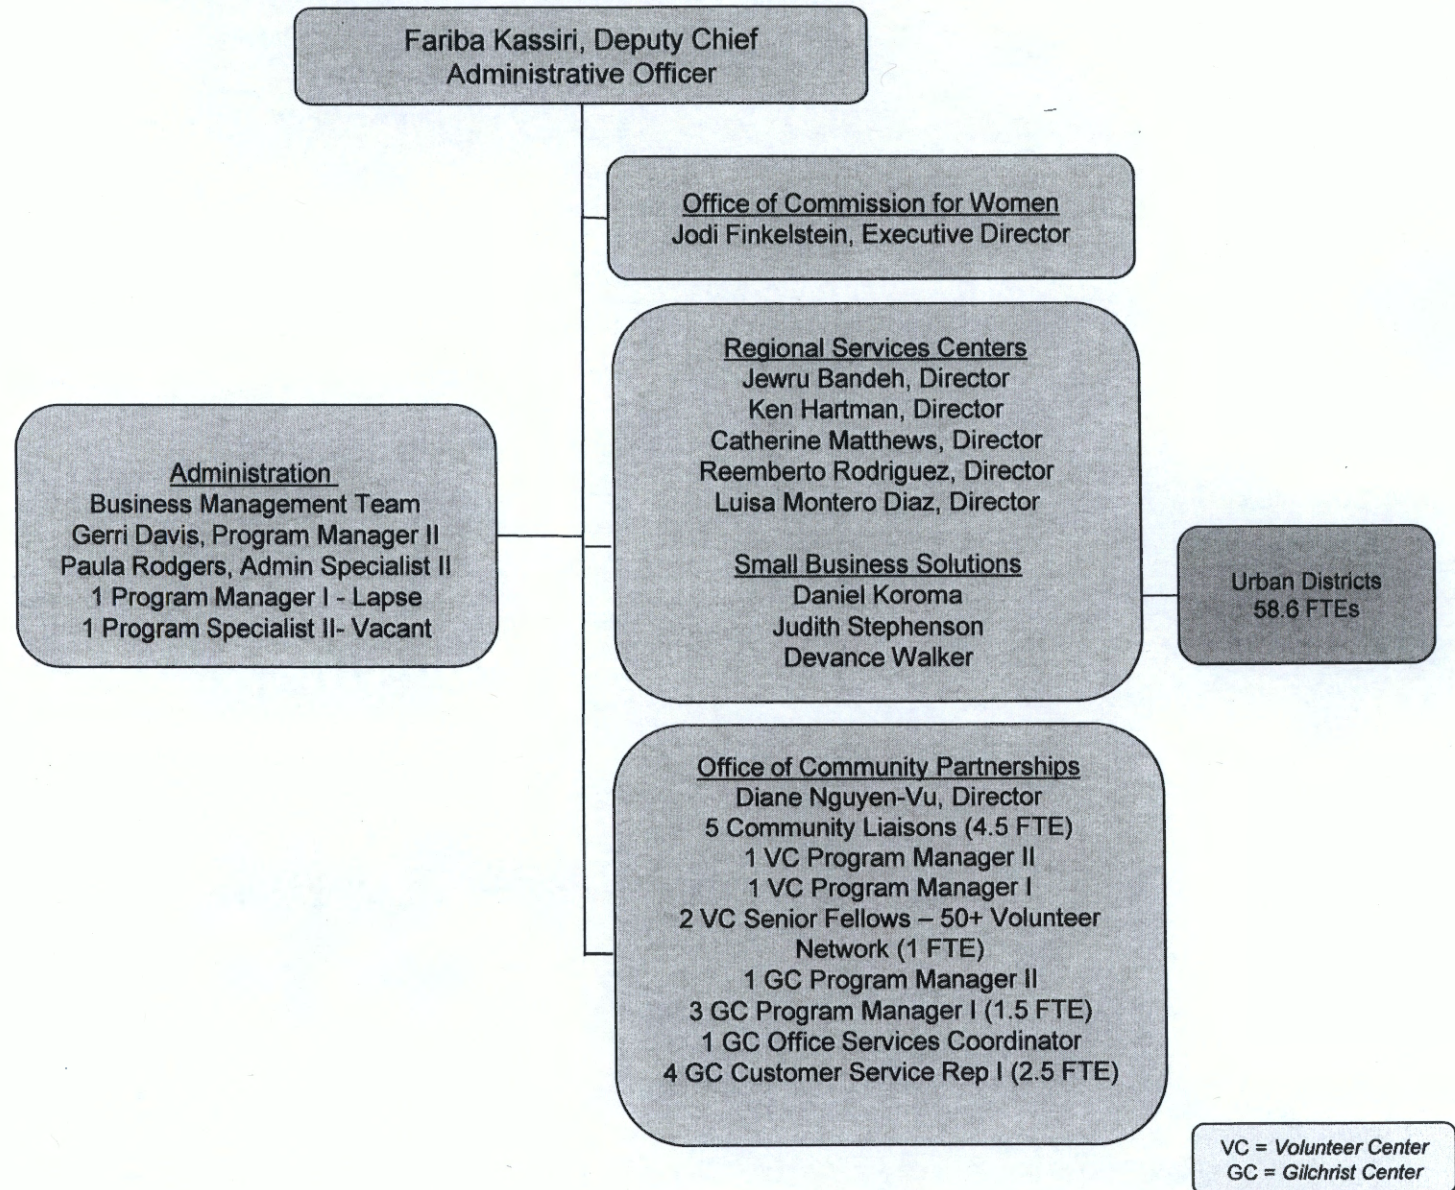 Fariba Kassiri, Deputy Chief
Administrative Officer
Office of Commission for Women
Jodi Finkelstein, Executive Director
Regional Services Centers
Jewru Bandeh, Director
Ken Hartman, Director
Catherine Matthews, Director
Reemberto Rodriguez, Director
Luisa Montero Diaz, Director
Small Business Solutions
Daniel Koroma
Judith Stephenson
Devance Walker
Administration
Business Management Team
Gerri Davis, Program Manager II
Paula Rodgers, Admin Specialist II
1 Program Manager I - Lapse
1 Program Specialist II- Vacant
Urban Districts
58.6 FTEs
Office of Community Partnerships
Diane Nguyen-Vu, Director
5 Community Liaisons (4.5 FTE)
1 VC Program Manager II
1 VC Program Manager I
2 VC Senior Fellows – 50+ Volunteer
Network (1 FTE)
1 GC Program Manager II
3 GC Program Manager I (1.5 FTE)
1 GC Office Services Coordinator
4 GC Customer Service Rep I (2.5 FTE)
VC = Volunteer Center
GC = Gilchrist Center